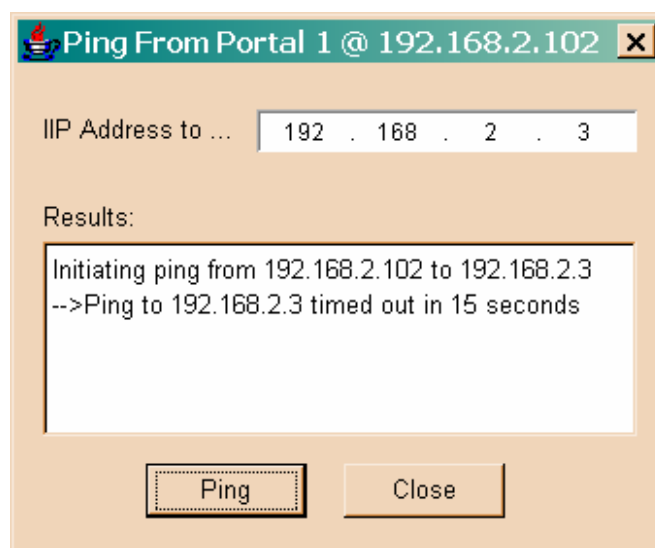 Ping From Portal 1 @ 192.168.2.102
IIP Address to ... 192 . 168 . 2 . 3
Results:
Initiating ping from 192.168.2.102 to 192.168.2.3
-->Ping to 192.168.2.3 timed out in 15 seconds
Ping Close